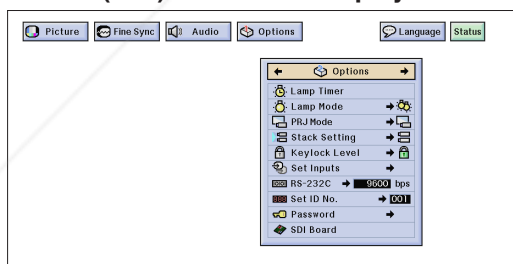 Picture Fine Sync Audio Options Language Status
Options
Lamp Timer
Lamp Mode
PRJ Mode
Stack Setting
Keylock Level
Set Inputs
RS-232C 9600 bps
Set ID No. 001
Password
SDI Board